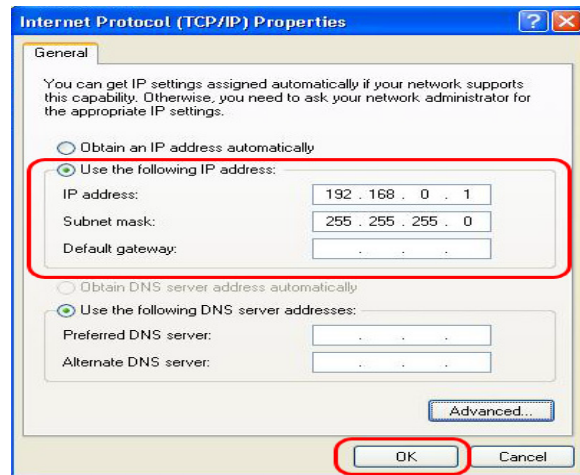 Internet Protocol (TCP/IP) Properties
General
You can get IP settings assigned automatically if your network supports
this capability. Otherwise, you need to ask your network administrator for
the appropriate IP settings.
Obtain an IP address automatically
Use the following IP address:
IP address: 192 . 168 . 0 . 1
Subnet mask: 255 . 255 . 255 . 0
Default gateway: . . .
Obtain DNS server address automatically
Use the following DNS server addresses:
Preferred DNS server: . . .
Alternate DNS server: . . .
Advanced...
OK Cancel